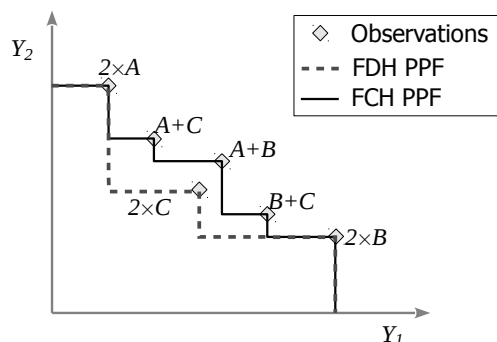 Y2
2×A
Observations
FDH PPF
FCH PPF
A+C
A+B
2×C
B+C
2×B
Y1